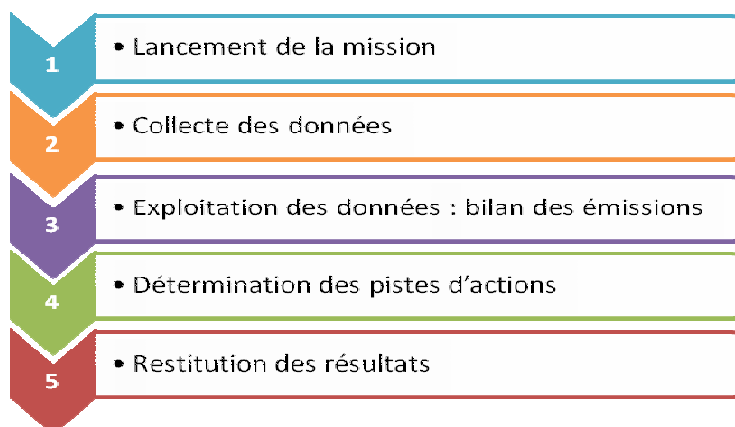 1 • Lancement de la mission
2 • Collecte des données
3 • Exploitation des données : bilan des émissions
4 • Détermination des pistes d’actions
5 • Restitution des résultats